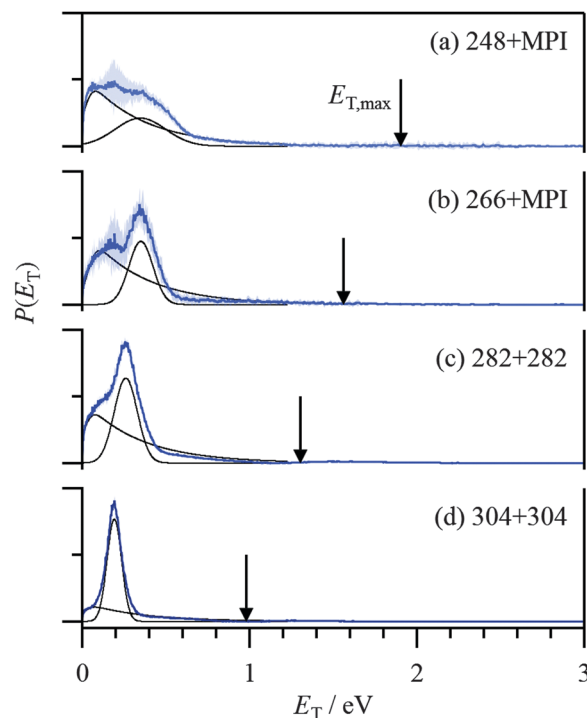 (a) 248+MPI
E_T,max
(b) 266+MPI
P(E_T)
(c) 282+282
(d) 304+304
0 1 2 3
E_T / eV